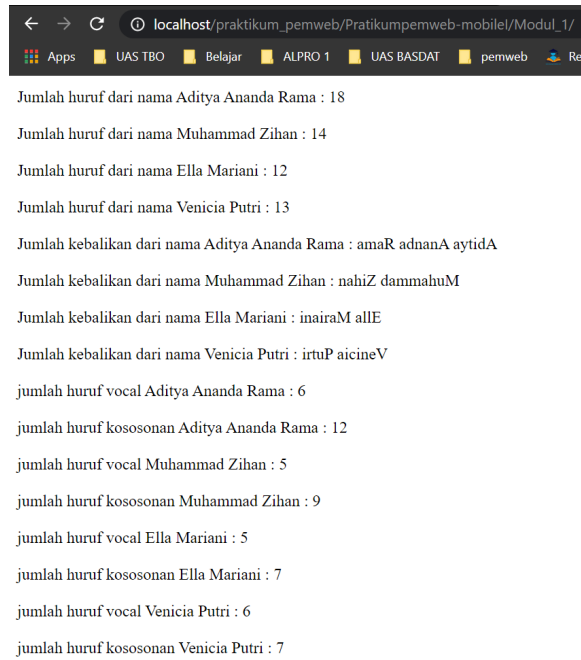 localhost/praktikum_pemweb/Pratikumpemweb-mobilel/Modul_1/
Apps UAS TBO Belajar ALPRO 1 UAS BASDAT pemweb Re
Jumlah huruf dari nama Aditya Ananda Rama : 18
Jumlah huruf dari nama Muhammad Zihan : 14
Jumlah huruf dari nama Ella Mariani : 12
Jumlah huruf dari nama Venicia Putri : 13
Jumlah kebalikan dari nama Aditya Ananda Rama : amaR adnanA aytidA
Jumlah kebalikan dari nama Muhammad Zihan : nahiZ dammahuM
Jumlah kebalikan dari nama Ella Mariani : inairaM allE
Jumlah kebalikan dari nama Venicia Putri : irtuP aicineV
jumlah huruf vocal Aditya Ananda Rama : 6
jumlah huruf kososonan Aditya Ananda Rama : 12
jumlah huruf vocal Muhammad Zihan : 5
jumlah huruf kososonan Muhammad Zihan : 9
jumlah huruf vocal Ella Mariani : 5
jumlah huruf kososonan Ella Mariani : 7
jumlah huruf vocal Venicia Putri : 6
jumlah huruf kososonan Venicia Putri : 7